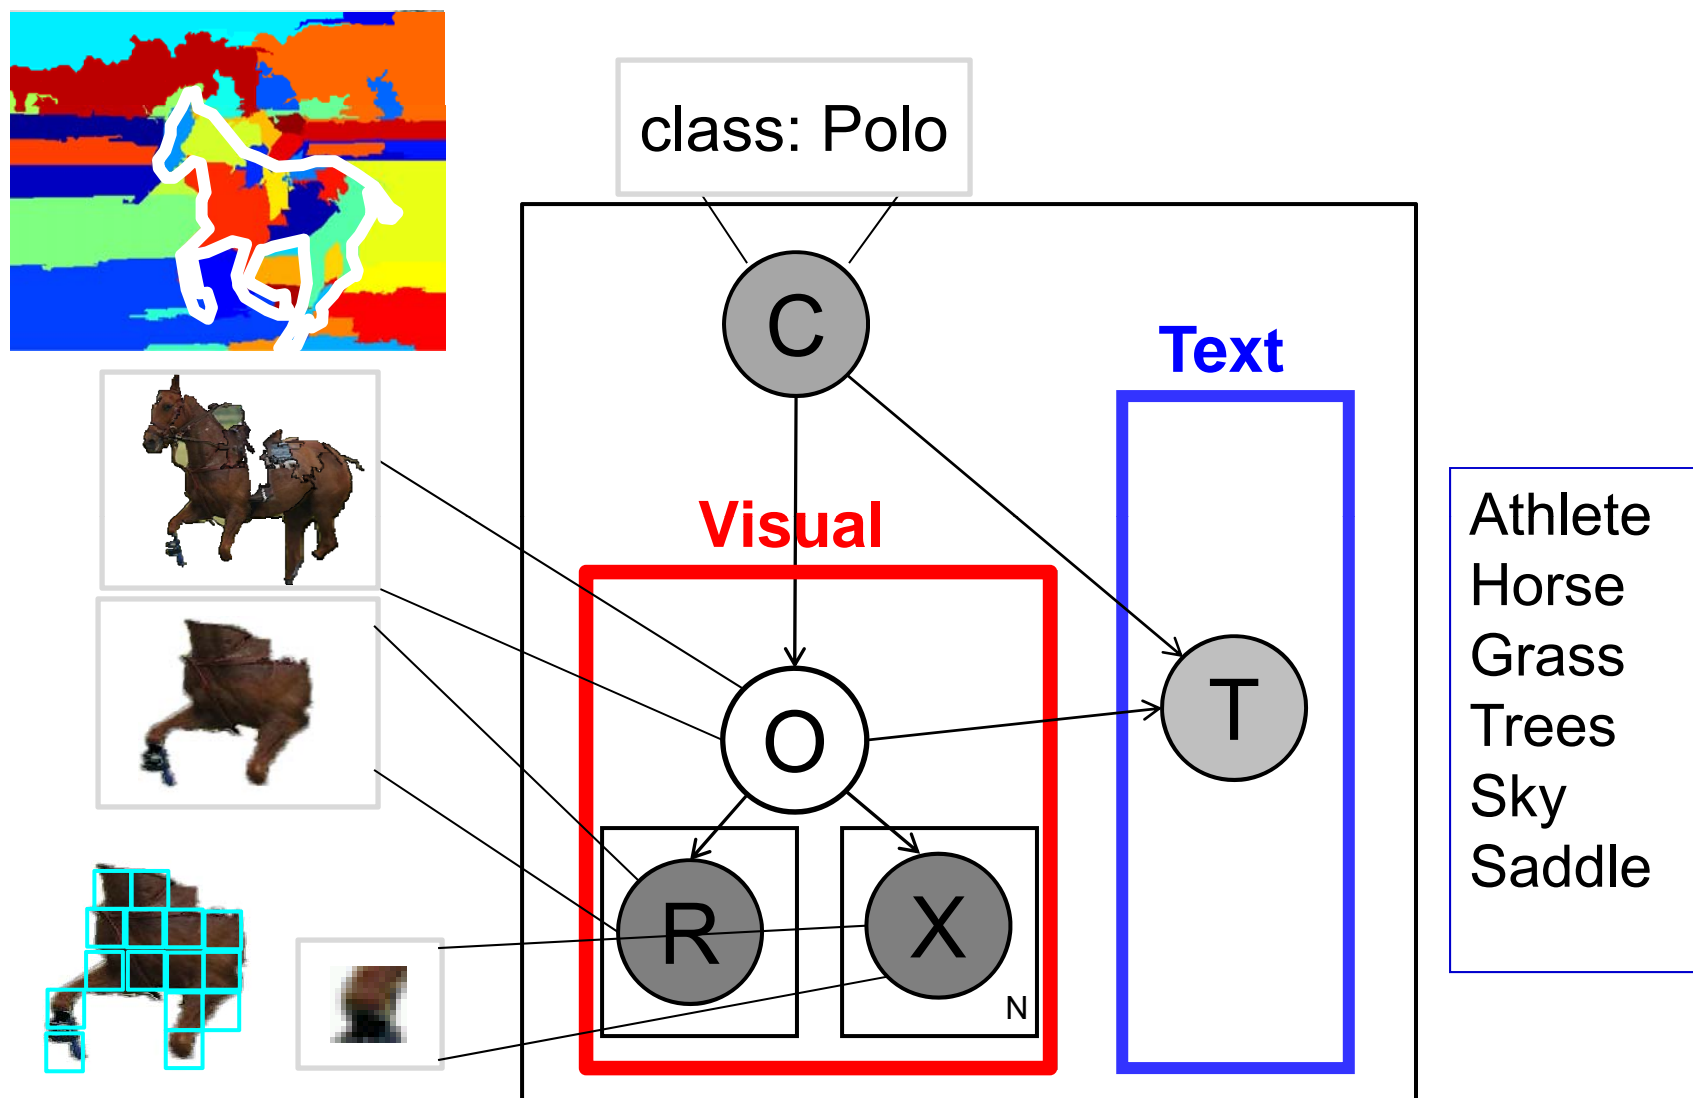 class: Polo
C
Text
Visual
Athlete
Horse
Grass
Trees
Sky
Saddle
O
T
R
X
N